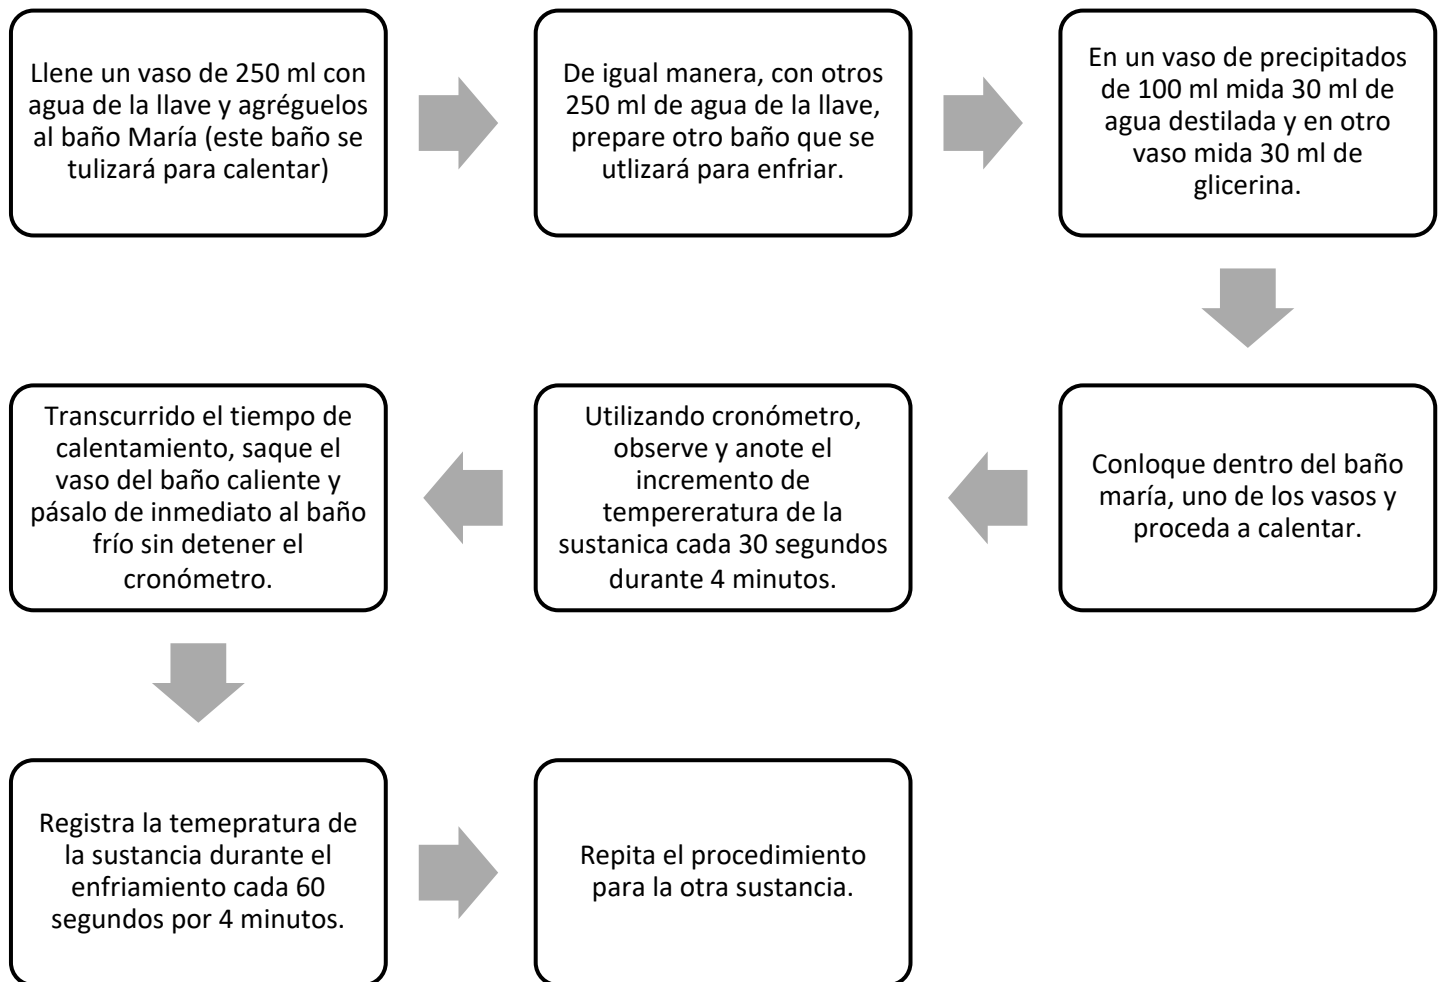 Llene un vaso de 250 ml con
agua de la llave y agréguelos
al baño María (este baño se
tulizará para calentar)
De igual manera, con otros
250 ml de agua de la llave,
prepare otro baño que se
utlizará para enfriar.
En un vaso de precipitados
de 100 ml mida 30 ml de
agua destilada y en otro
vaso mida 30 ml de
glicerina.
Conloque dentro del baño
maría, uno de los vasos y
proceda a calentar.
Utilizando cronómetro,
observe y anote el
incremento de
tempereratura de la
sustanica cada 30 segundos
durante 4 minutos.
Transcurrido el tiempo de
calentamiento, saque el
vaso del baño caliente y
pásalo de inmediato al baño
frío sin detener el
cronómetro.
Registra la temepratura de
la sustancia durante el
enfriamiento cada 60
segundos por 4 minutos.
Repita el procedimiento
para la otra sustancia.